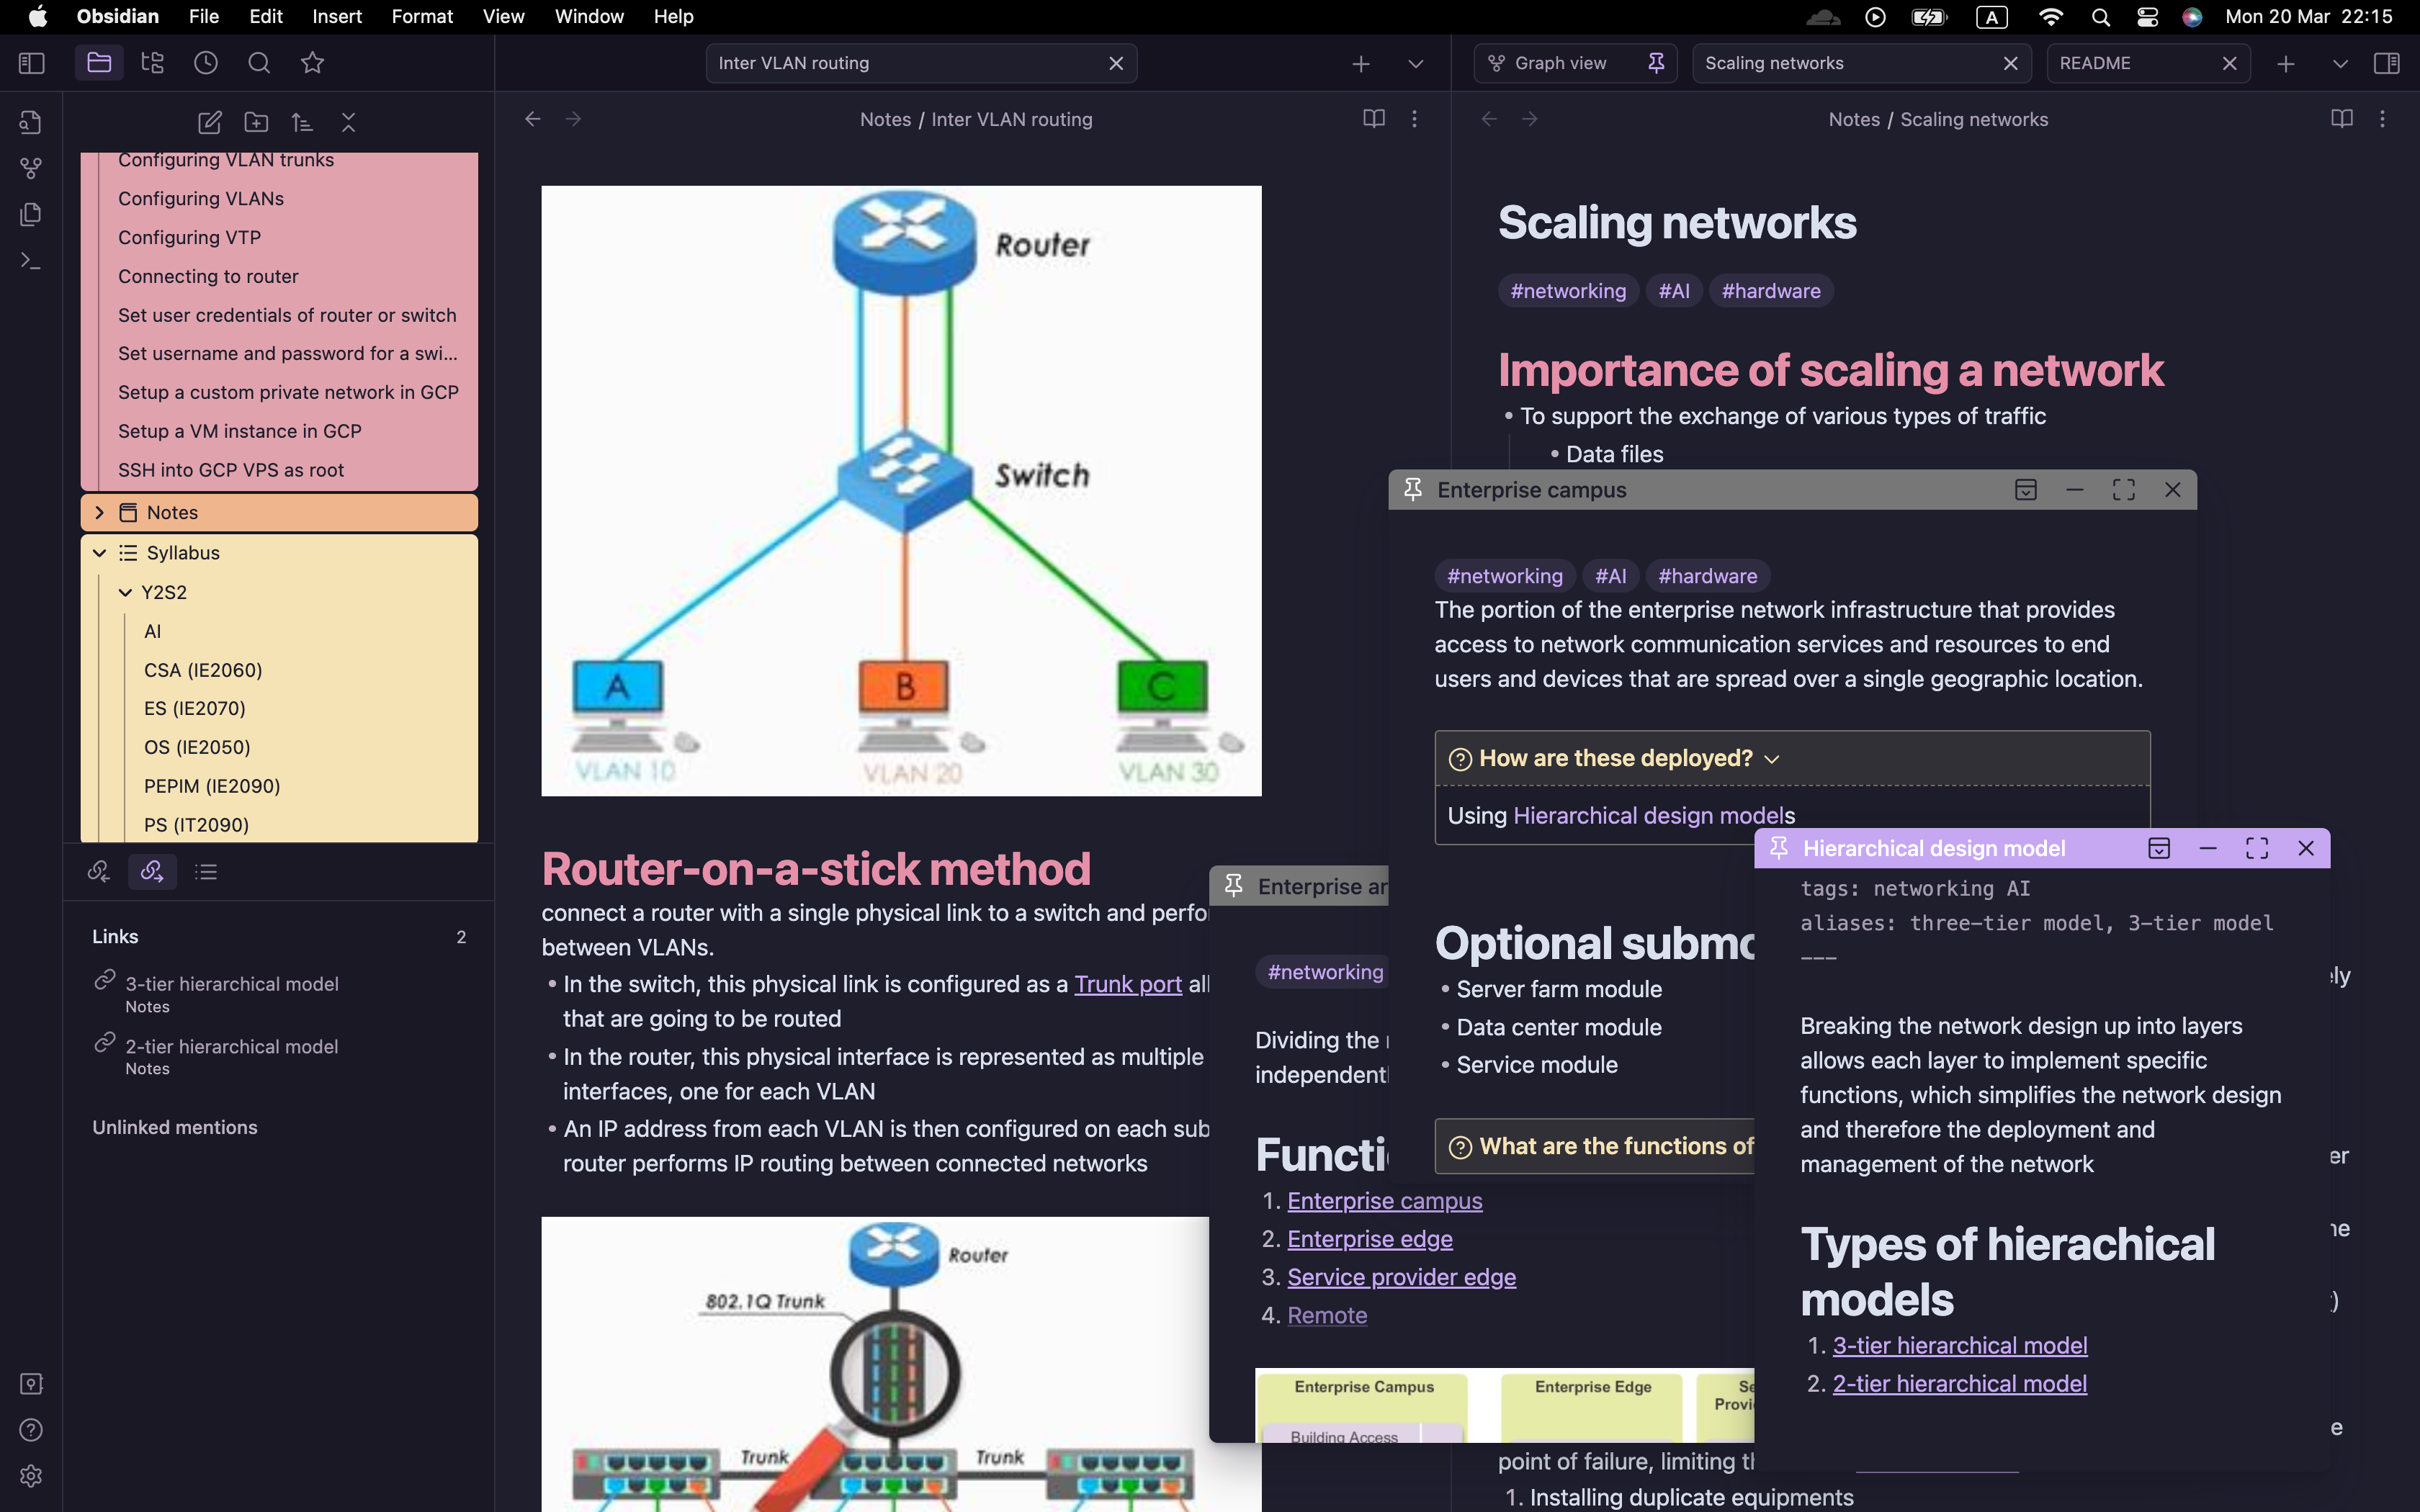 Obsidian File Edit Insert Format View Window Help
A
Mon 20 Mar 22:15
Inter VLAN routing
Graph view
Scaling networks
README
Configuring VLAN trunks
Configuring VLANs
Configuring VTP
Connecting to router
Set user credentials of router or switch
Set username and password for a swi...
Setup a custom private network in GCP
Setup a VM instance in GCP
SSH into GCP VPS as root
Notes
Syllabus
Y2S2
AI
CSA (IE2060)
ES (IE2070)
OS (IE2050)
PEPIM (IE2090)
PS (IT2090)
Links 2
3-tier hierarchical model
Notes
2-tier hierarchical model
Notes
Unlinked mentions
Notes / Inter VLAN routing
Router
Switch
A B C
VLAN 10 VLAN 20 VLAN 30
Router-on-a-stick method
connect a router with a single physical link to a switch and perfo
between VLANs.
• In the switch, this physical link is configured as a Trunk port all
that are going to be routed
• In the router, this physical interface is represented as multiple
interfaces, one for each VLAN
• An IP address from each VLAN is then configured on each sub
router performs IP routing between connected networks
Router
802.1Q Trunk
Trunk Trunk
Notes / Scaling networks
Scaling networks
#networking #AI #hardware
Importance of scaling a network
• To support the exchange of various types of traffic
• Data files
Enterprise campus
#networking #AI #hardware
The portion of the enterprise network infrastructure that provides
access to network communication services and resources to end
users and devices that are spread over a single geographic location.
How are these deployed?
Using Hierarchical design models
Optional submo
• Server farm module
• Data center module
• Service module
What are the functions of
Enterprise ar
#networking
Dividing the
independentl
Functi
1. Enterprise campus
2. Enterprise edge
3. Service provider edge
4. Remote
Enterprise Campus Enterprise Edge Se
Provi
Building Access
Hierarchical design model
tags: networking AI
aliases: three-tier model, 3-tier model
---
Breaking the network design up into layers
allows each layer to implement specific
functions, which simplifies the network design
and therefore the deployment and
management of the network
Types of hierachical
models
1. 3-tier hierarchical model
2. 2-tier hierarchical model
ely
er
ne
)
e
point of failure, limiting t
1. Installing duplicate equipments